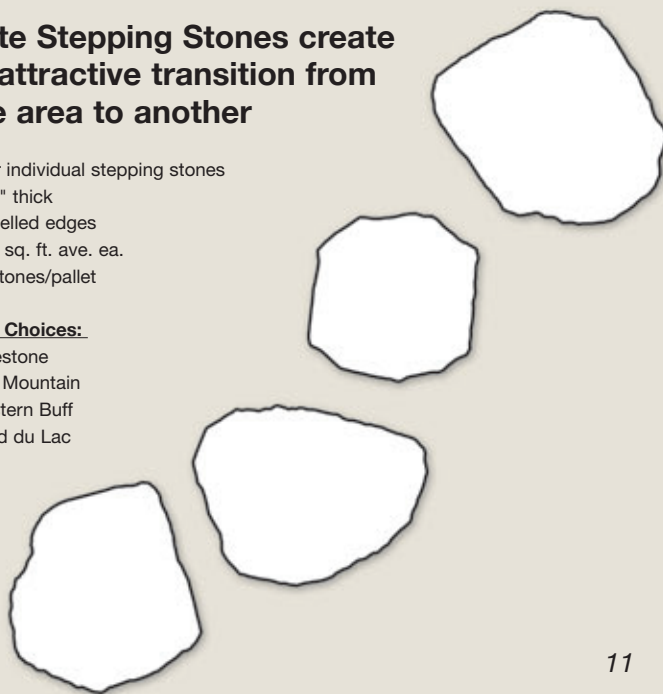 te Stepping Stones create
attractive transition from
e area to another
r individual stepping stones
" thick
elled edges
sq. ft. ave. ea.
tones/pallet
Choices:
estone
Mountain
tern Buff
d du Lac
11